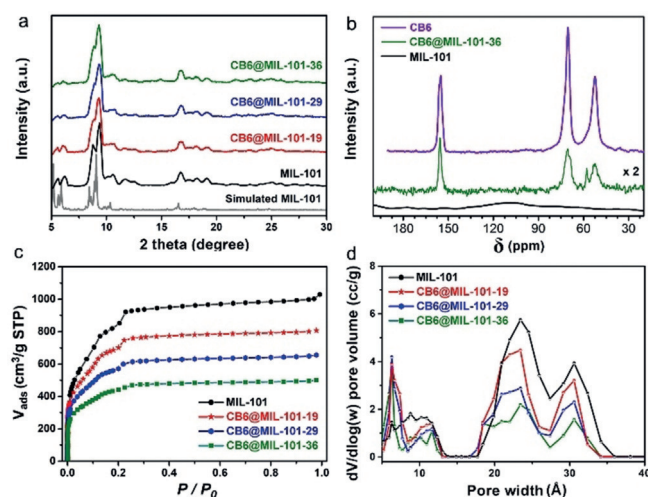 a
CB6@MIL-101-36
CB6@MIL-101-29
CB6@MIL-101-19
MIL-101
Simulated MIL-101
Intensity (a.u.)
5 10 15 20 25 30
2 theta (degree)
b
CB6
CB6@MIL-101-36
MIL-101
x 2
Intensity (a.u.)
180 150 120 90 60 30
δ (ppm)
c
1200
1000
800
600
400
200
0
Vads (cm³/g STP)
MIL-101
CB6@MIL-101-19
CB6@MIL-101-29
CB6@MIL-101-36
0.0 0.2 0.4 0.6 0.8 1.0
P / P0
d
MIL-101
CB6@MIL-101-19
CB6@MIL-101-29
CB6@MIL-101-36
8
6
4
2
0
dV/dlog(w) pore volume (cc/g)
10 20 30 40
Pore width (Å)